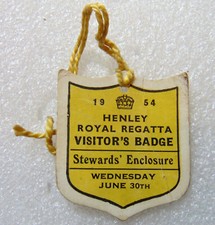 19 54
HENLEY
ROYAL REGATTA
VISITOR'S BADGE
Stewards' Enclosure
WEDNESDAY
JUNE 30TH